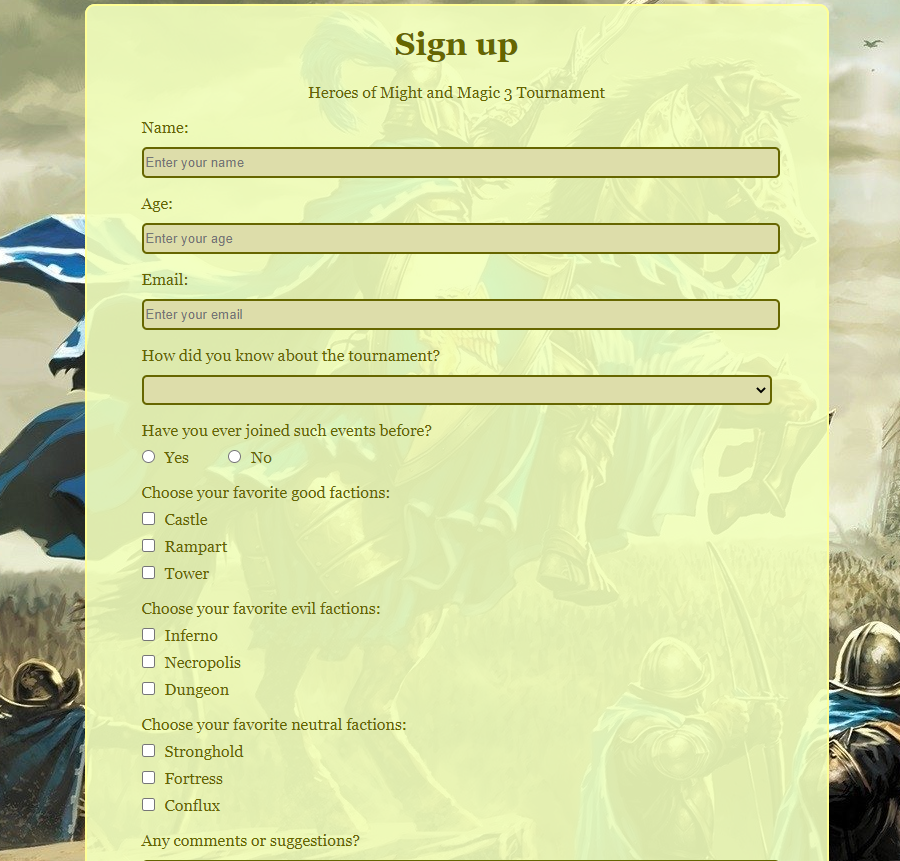 Sign up
Heroes of Might and Magic 3 Tournament
Name:
Enter your name
Age:
Enter your age
Email:
Enter your email
How did you know about the tournament?
Have you ever joined such events before?
Yes No
Choose your favorite good factions:
Castle
Rampart
Tower
Choose your favorite evil factions:
Inferno
Necropolis
Dungeon
Choose your favorite neutral factions:
Stronghold
Fortress
Conflux
Any comments or suggestions?